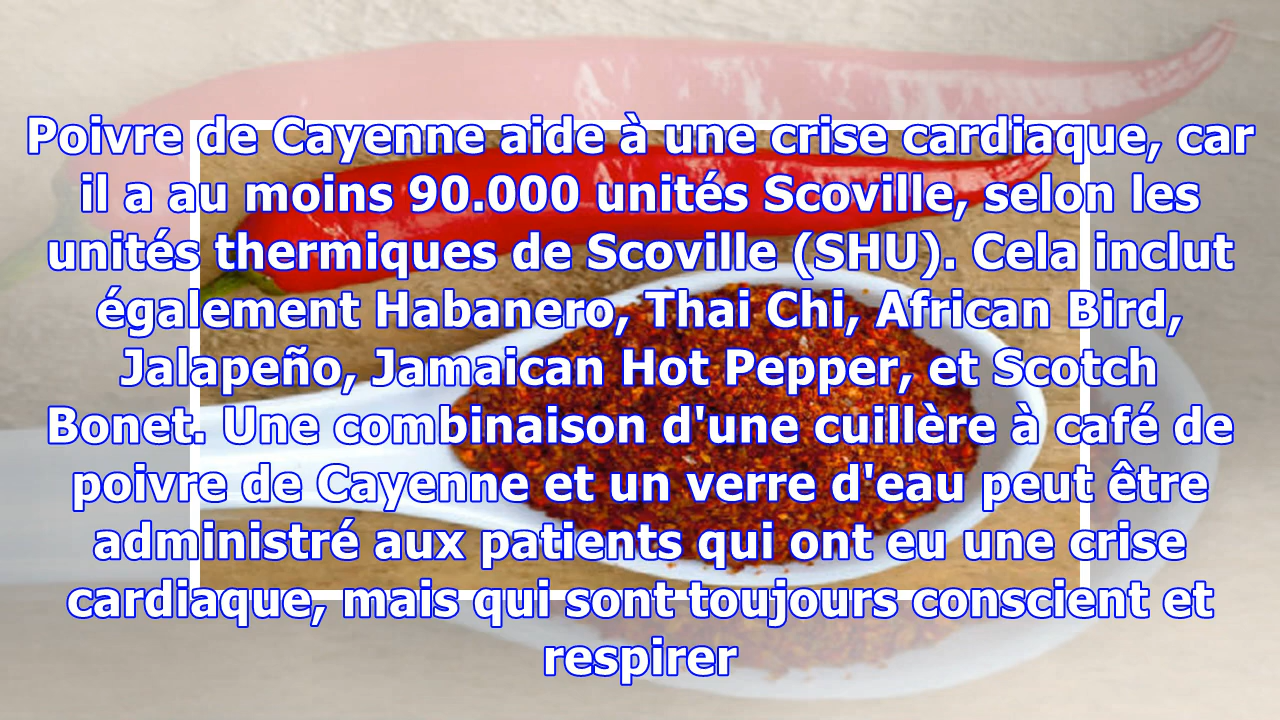 Poivre de Cayenne aide à une crise cardiaque, car
il a au moins 90.000 unités Scoville, selon les
unités thermiques de Scoville (SHU). Cela inclut
également Habanero, Thai Chi, African Bird,
Jalapeño, Jamaican Hot Pepper, et Scotch
Bonet. Une combinaison d'une cuillère à café de
poivre de Cayenne et un verre d'eau peut être
administré aux patients qui ont eu une crise
cardiaque, mais qui sont toujours conscient et
respirer